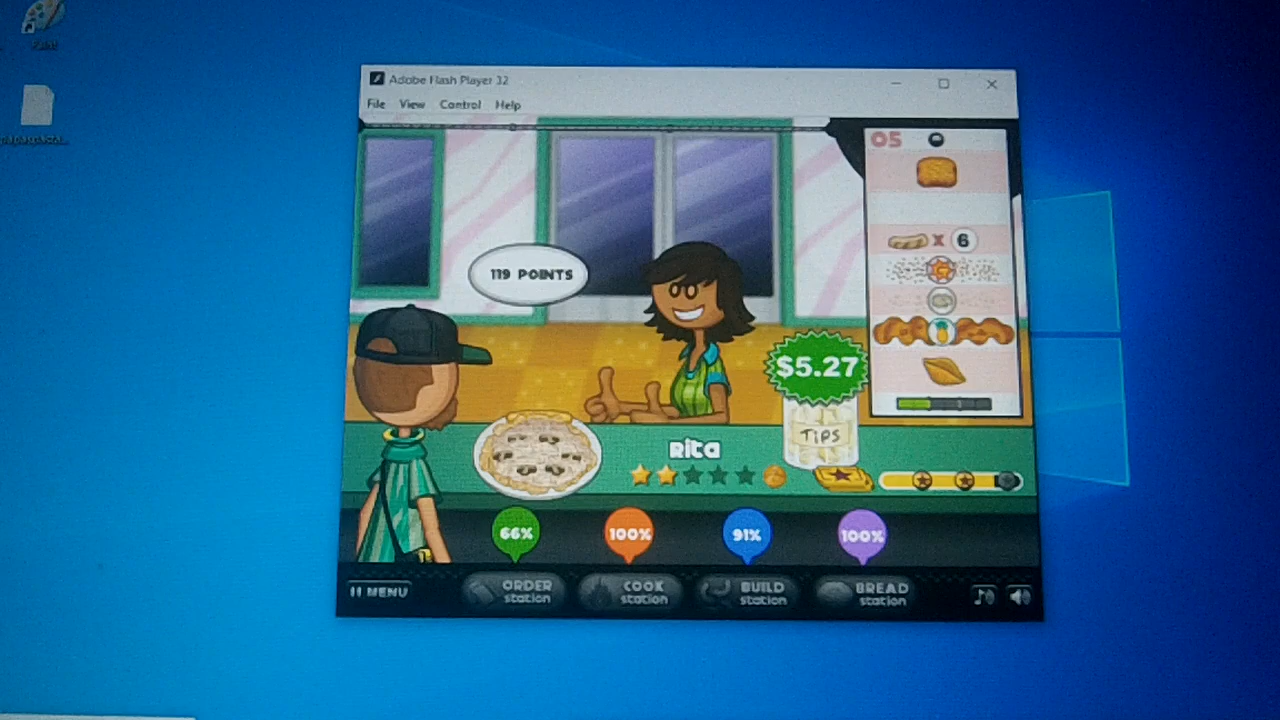 Paint
Adobe Flash Player 32
File View Control Help
05
x 6
119 POINTS
$5.27
TIPS
Rita
66%
100%
91%
100%
MENU
ORDER
station
COOK
station
BUILD
station
BREAD
station